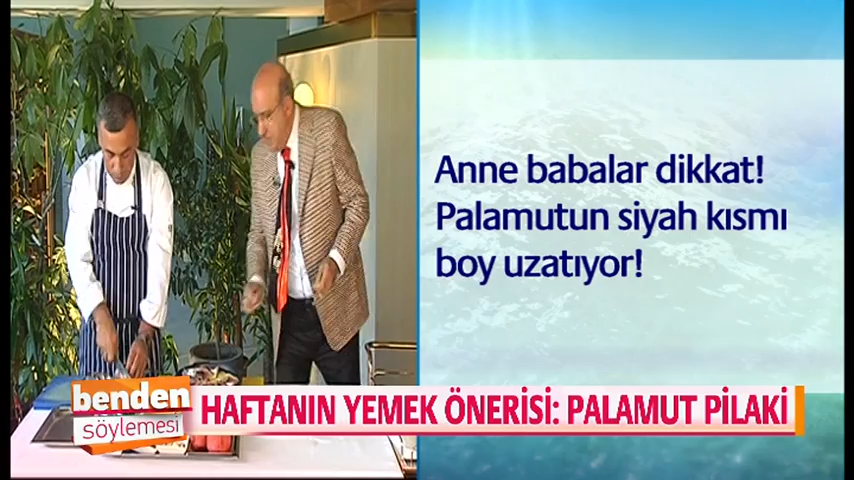 Anne babalar dikkat!
Palamutun siyah kısmı
boy uzatıyor!
benden
söylemesi
HAFTANIN YEMEK ÖNERİSİ: PALAMUT PİLAKİ